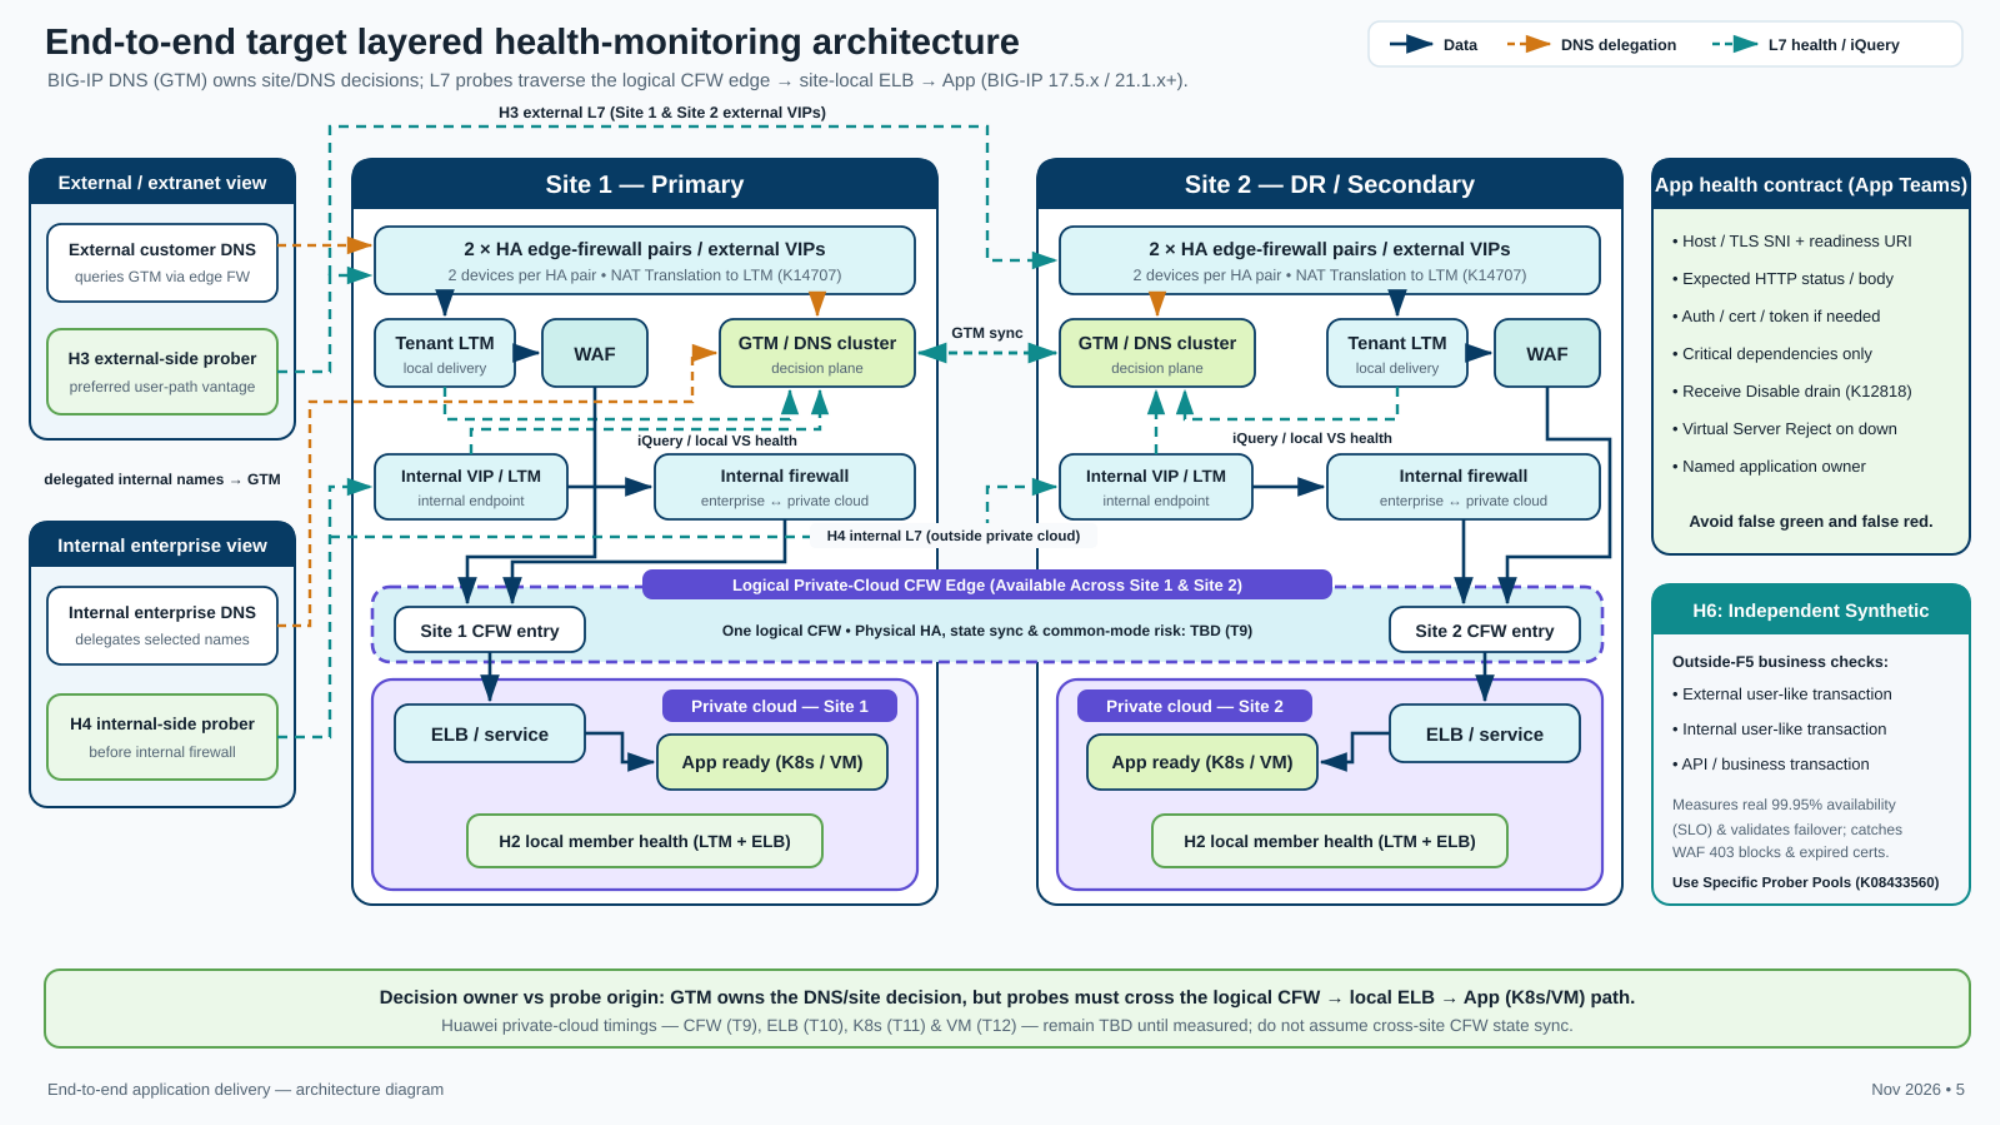 End-to-end target layered health-monitoring architecture
BIG-IP DNS (GTM) owns site/DNS decisions; L7 probes traverse the logical CFW edge → site-local ELB → App (BIG-IP 17.5.x / 21.1.x+).
Data
DNS delegation
L7 health / iQuery
H3 external L7 (Site 1 & Site 2 external VIPs)
External / extranet view
External customer DNS
queries GTM via edge FW
H3 external-side prober
preferred user-path vantage
delegated internal names → GTM
Internal enterprise view
Internal enterprise DNS
delegates selected names
H4 internal-side prober
before internal firewall
Site 1 — Primary
2 × HA edge-firewall pairs / external VIPs
2 devices per HA pair • NAT Translation to LTM (K14707)
Tenant LTM
local delivery
WAF
GTM / DNS cluster
decision plane
iQuery / local VS health
Internal VIP / LTM
internal endpoint
Internal firewall
enterprise ↔ private cloud
GTM sync
H4 internal L7 (outside private cloud)
Site 2 — DR / Secondary
2 × HA edge-firewall pairs / external VIPs
2 devices per HA pair • NAT Translation to LTM (K14707)
GTM / DNS cluster
decision plane
Tenant LTM
local delivery
WAF
iQuery / local VS health
Internal VIP / LTM
internal endpoint
Internal firewall
enterprise ↔ private cloud
Logical Private-Cloud CFW Edge (Available Across Site 1 & Site 2)
Site 1 CFW entry
One logical CFW • Physical HA, state sync & common-mode risk: TBD (T9)
Site 2 CFW entry
Private cloud — Site 1
ELB / service
App ready (K8s / VM)
H2 local member health (LTM + ELB)
Private cloud — Site 2
ELB / service
App ready (K8s / VM)
H2 local member health (LTM + ELB)
App health contract (App Teams)
• Host / TLS SNI + readiness URI
• Expected HTTP status / body
• Auth / cert / token if needed
• Critical dependencies only
• Receive Disable drain (K12818)
• Virtual Server Reject on down
• Named application owner
Avoid false green and false red.
H6: Independent Synthetic
Outside-F5 business checks:
• External user-like transaction
• Internal user-like transaction
• API / business transaction
Measures real 99.95% availability
(SLO) & validates failover; catches
WAF 403 blocks & expired certs.
Use Specific Prober Pools (K08433560)
Decision owner vs probe origin: GTM owns the DNS/site decision, but probes must cross the logical CFW → local ELB → App (K8s/VM) path.
Huawei private-cloud timings — CFW (T9), ELB (T10), K8s (T11) & VM (T12) — remain TBD until measured; do not assume cross-site CFW state sync.
End-to-end application delivery — architecture diagram
Nov 2026 • 5